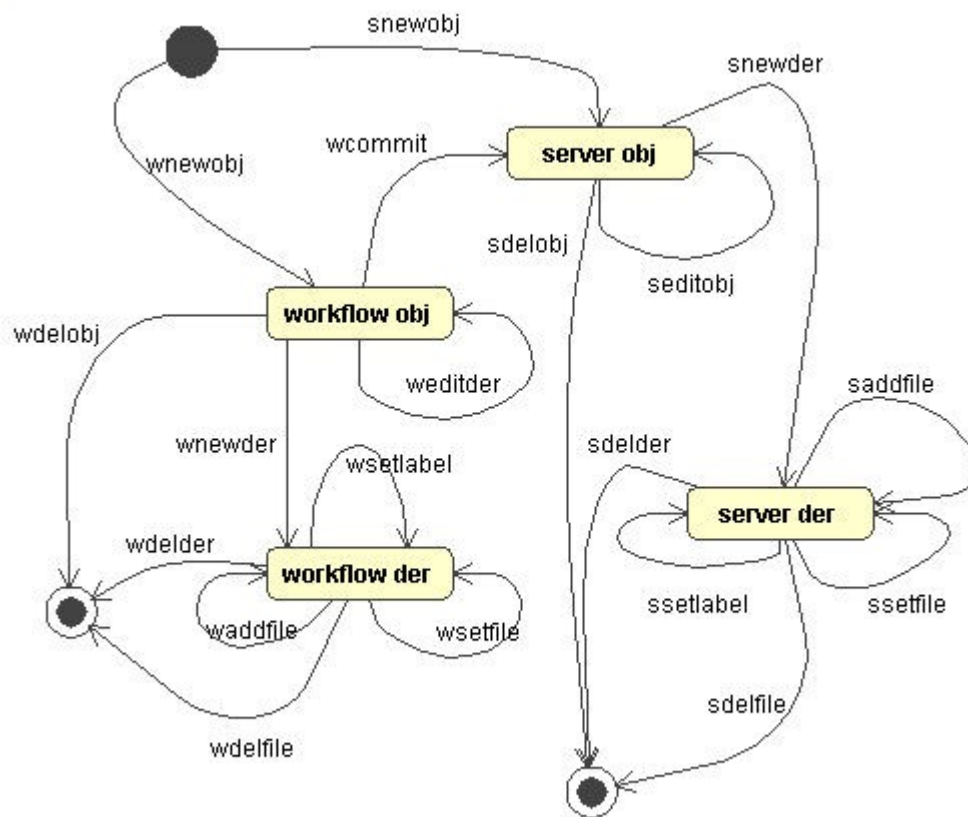 snewobj
snewder
wcommit
server obj
wnewobj
sdelobj
seditobj
workflow obj
wdelobj
weditder
saddfile
wnewder
sdelder
wsetlabel
server der
wdelder
workflow der
ssetlabel
ssetfile
waddfile
wsetfile
sdelfile
wdelfile